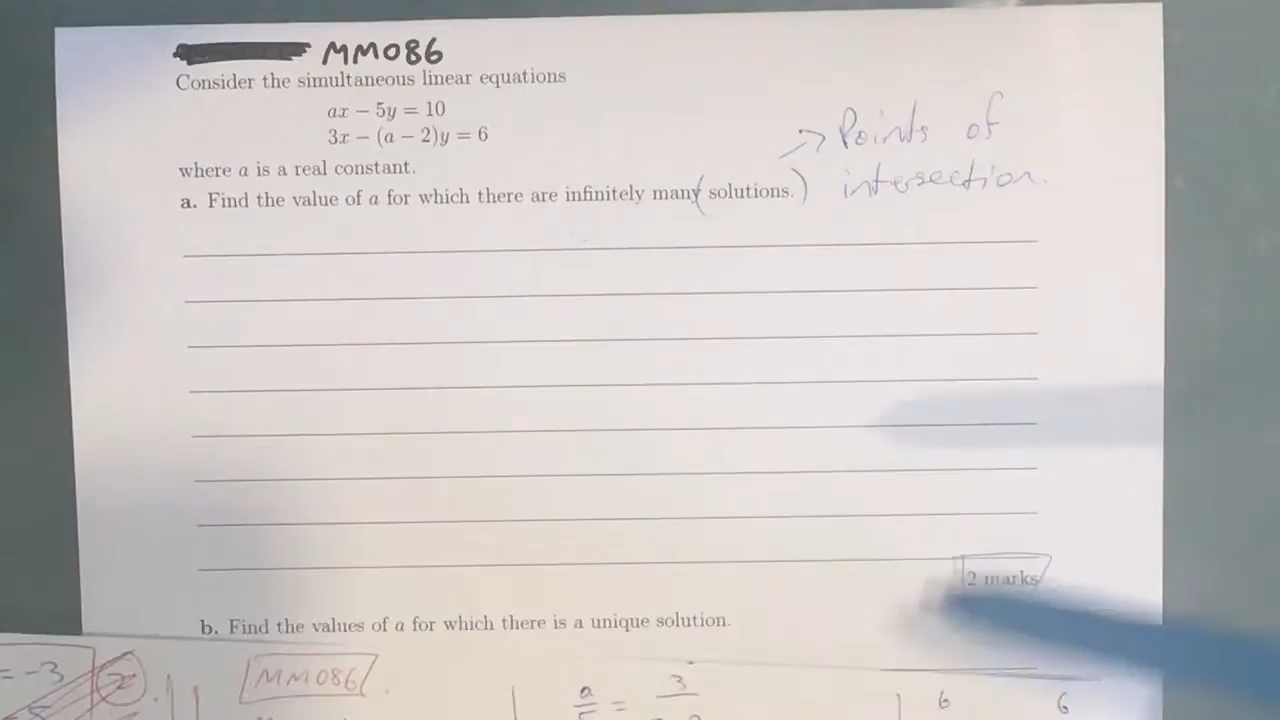 MM086
Consider the simultaneous linear equations
ax − 5y = 10
3x − (a − 2)y = 6
where a is a real constant.
→ Points of
intersection.
a. Find the value of a for which there are infinitely many (solutions.)
2 marks
b. Find the values of a for which there is a unique solution.
= -3
MM086
a/5 = 3
6 6